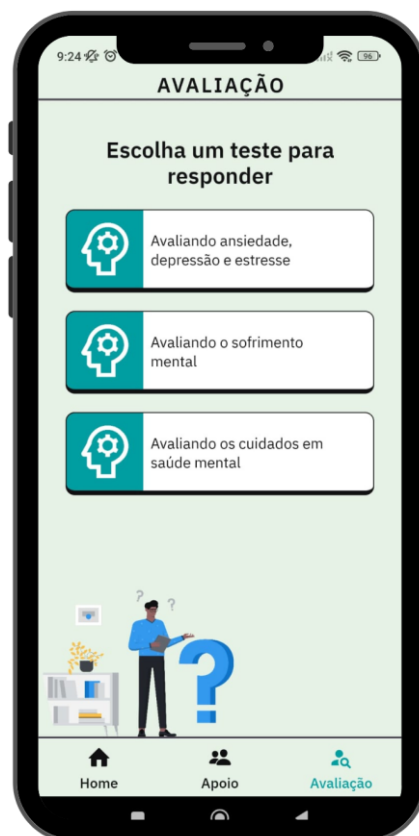 9:24
96
AVALIAÇÃO
Escolha um teste para
responder
Avaliando ansiedade,
depressão e estresse
Avaliando o sofrimento
mental
Avaliando os cuidados em
saúde mental
? ?
?
Home Apoio Avaliação